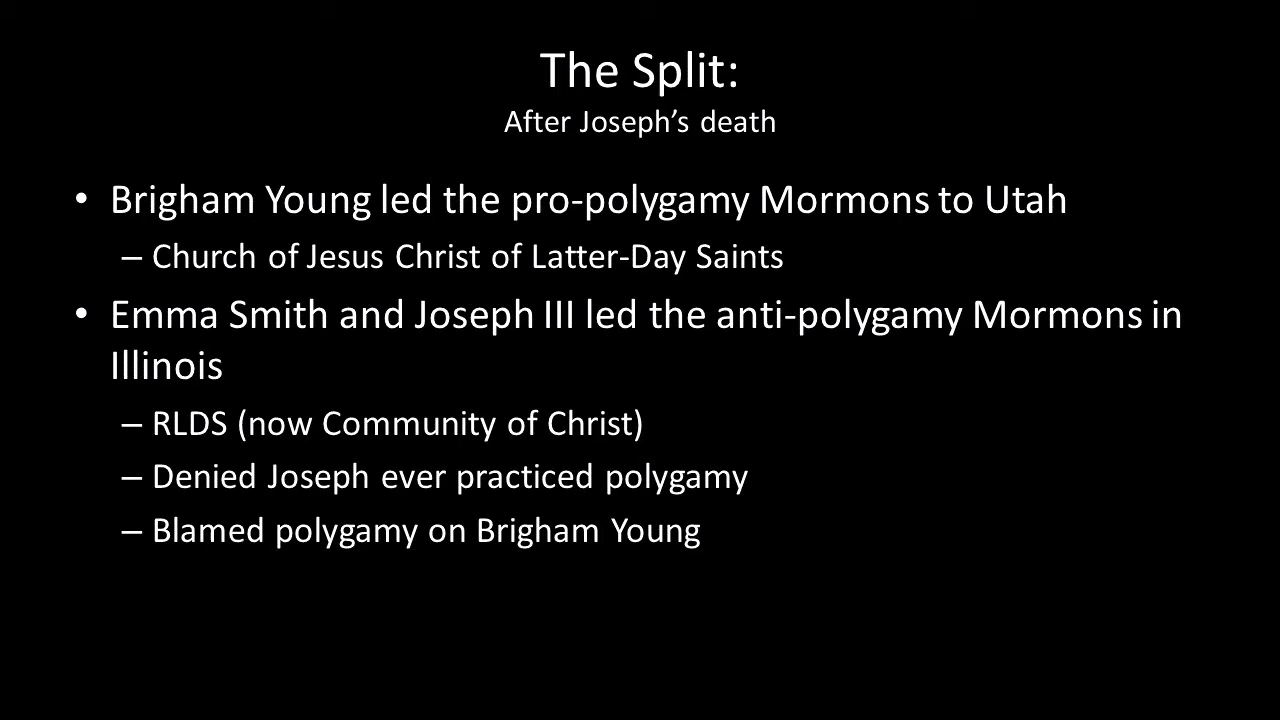 The Split:
After Joseph’s death
• Brigham Young led the pro-polygamy Mormons to Utah
– Church of Jesus Christ of Latter-Day Saints
• Emma Smith and Joseph III led the anti-polygamy Mormons in
Illinois
– RLDS (now Community of Christ)
– Denied Joseph ever practiced polygamy
– Blamed polygamy on Brigham Young